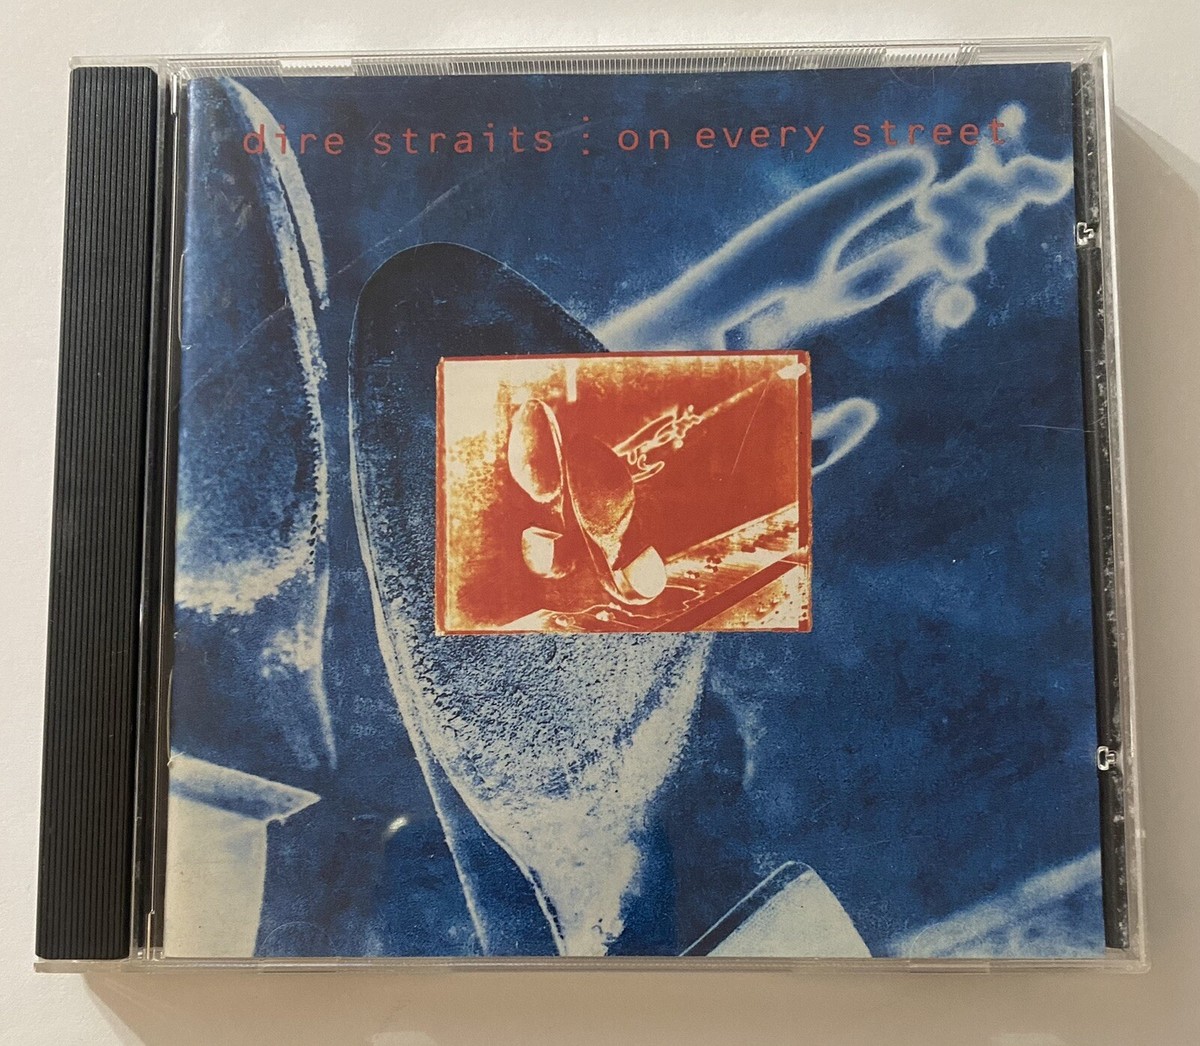 dire straits ⋮ on every street